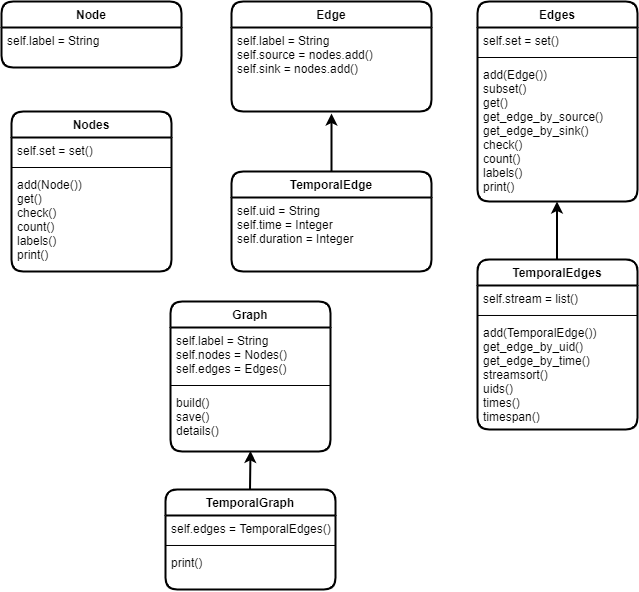 Node
self.label = String
Edge
self.label = String
self.source = nodes.add()
self.sink = nodes.add()
Edges
self.set = set()
add(Edge())
subset()
get()
get_edge_by_source()
get_edge_by_sink()
check()
count()
labels()
print()
Nodes
self.set = set()
add(Node())
get()
check()
count()
labels()
print()
TemporalEdge
self.uid = String
self.time = Integer
self.duration = Integer
TemporalEdges
self.stream = list()
add(TemporalEdge())
get_edge_by_uid()
get_edge_by_time()
streamsort()
uids()
times()
timespan()
Graph
self.label = String
self.nodes = Nodes()
self.edges = Edges()
build()
save()
details()
TemporalGraph
self.edges = TemporalEdges()
print()